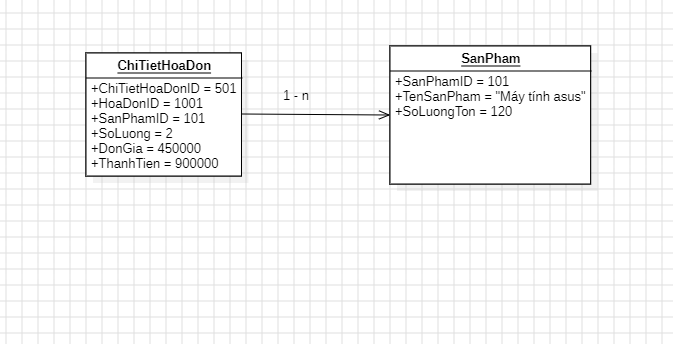 ChiTietHoaDon
+ChiTietHoaDonID = 501
+HoaDonID = 1001
+SanPhamID = 101
+SoLuong = 2
+DonGia = 450000
+ThanhTien = 900000
1 - n
SanPham
+SanPhamID = 101
+TenSanPham = "Máy tính asus"
+SoLuongTon = 120